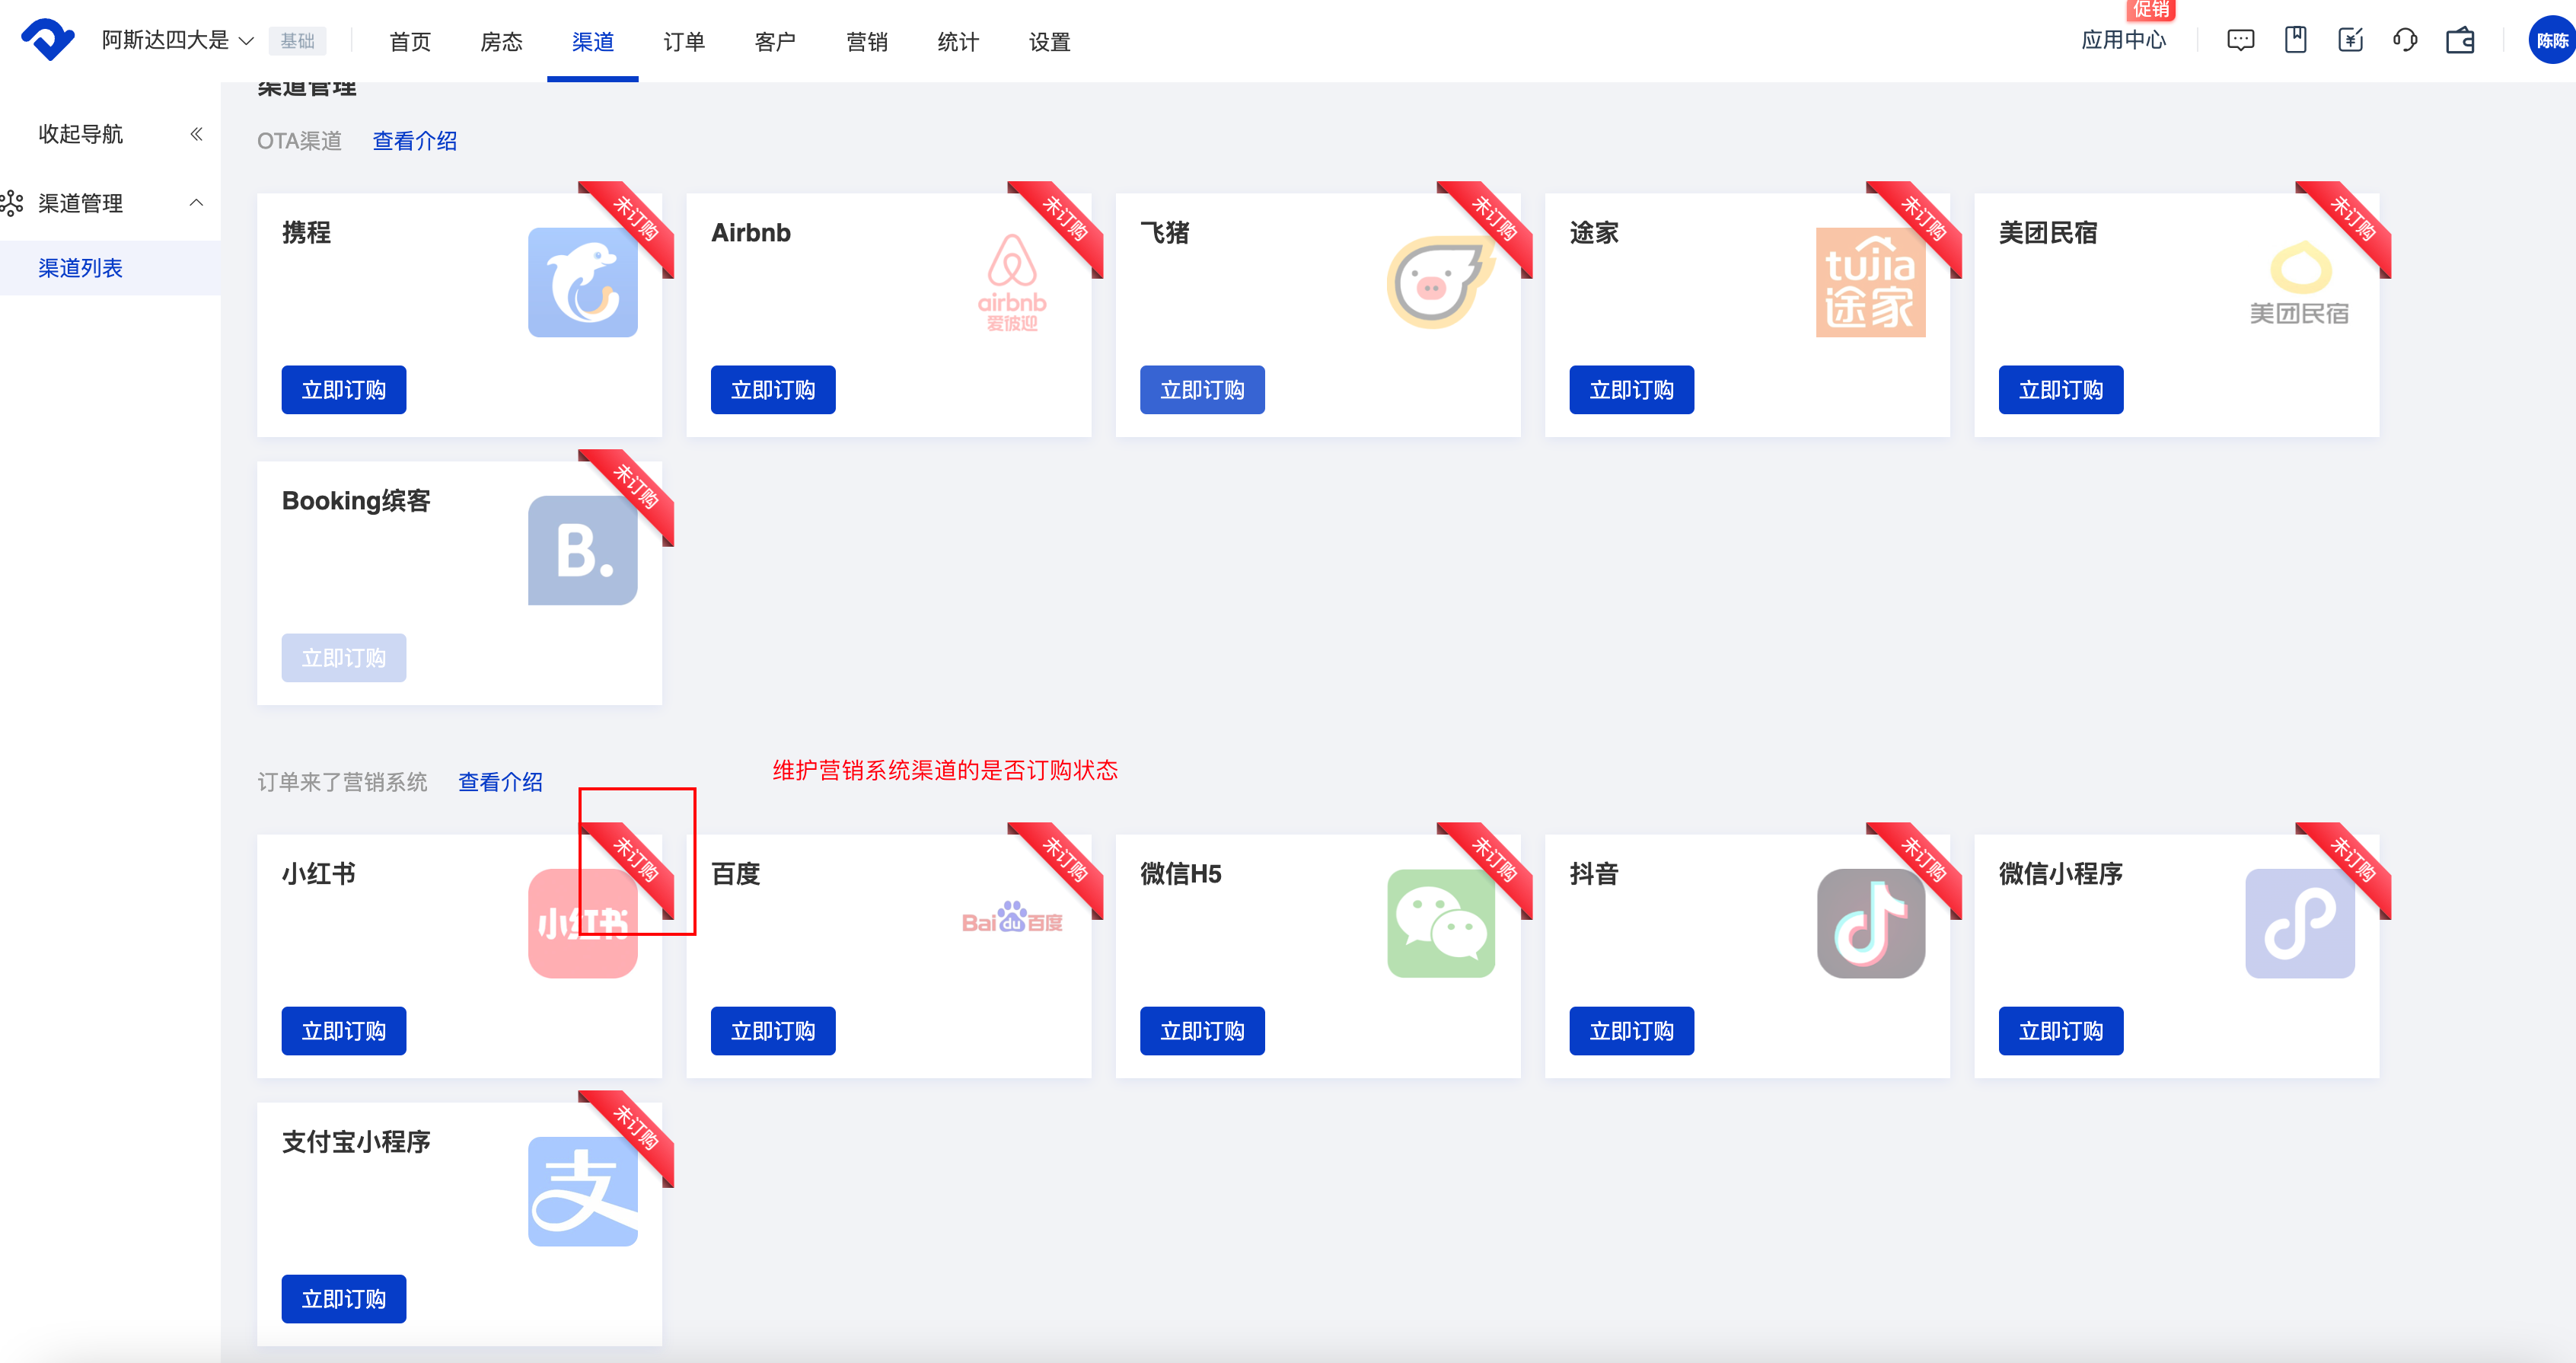 促销
阿斯达四大是 基础 首页 房态 渠道 订单 客户 营销 统计 设置 应用中心 陈陈
渠道管理
收起导航
OTA渠道 查看介绍
渠道管理
渠道列表
携程 未订购
Airbnb 未订购
airbnb
爱彼迎
飞猪 未订购
途家 未订购
tujia
途家
美团民宿 未订购
美团民宿
立即订购 立即订购 立即订购 立即订购 立即订购
Booking缤客 未订购
B.
立即订购
维护营销系统渠道的是否订购状态
订单来了营销系统 查看介绍
小红书 未订购
小红书
百度 未订购
Bai du 百度
微信H5 未订购
抖音 未订购
微信小程序 未订购
立即订购 立即订购 立即订购 立即订购 立即订购
支付宝小程序 未订购
支
立即订购